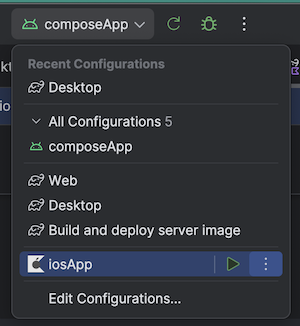 composeApp
Recent Configurations
Desktop
All Configurations 5
composeApp
Web
Desktop
Build and deploy server image
iosApp
Edit Configurations...